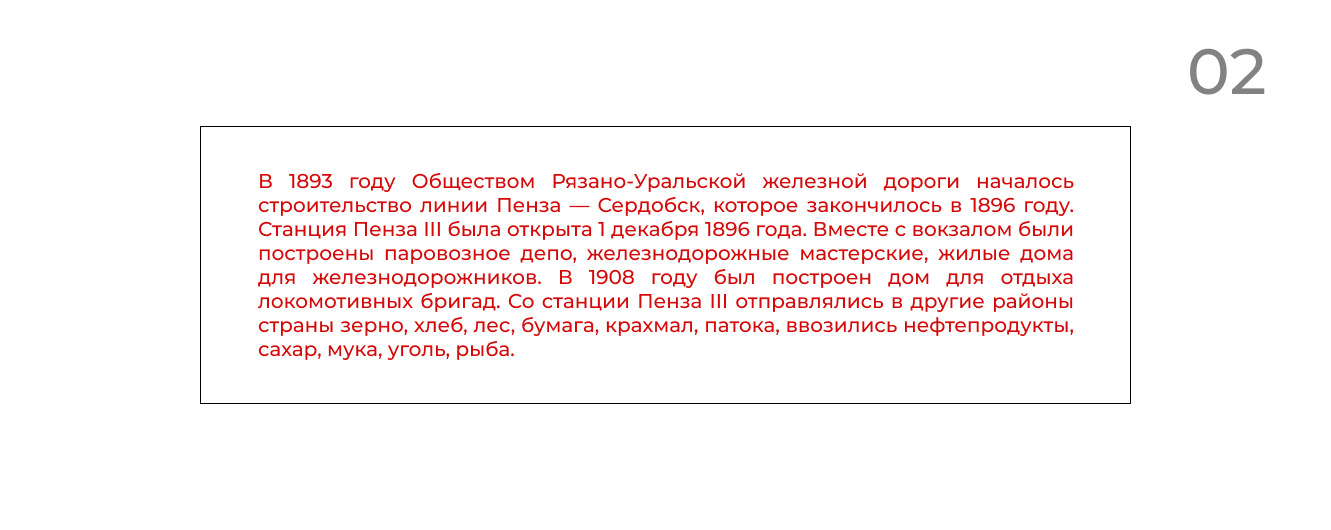 02
В 1893 году Обществом Рязано-Уральской железной дороги началось
строительство линии Пенза — Сердобск, которое закончилось в 1896 году.
Станция Пенза III была открыта 1 декабря 1896 года. Вместе с вокзалом были
построены паровозное депо, железнодорожные мастерские, жилые дома
для железнодорожников. В 1908 году был построен дом для отдыха
локомотивных бригад. Со станции Пенза III отправлялись в другие районы
страны зерно, хлеб, лес, бумага, крахмал, патока, ввозились нефтепродукты,
сахар, мука, уголь, рыба.